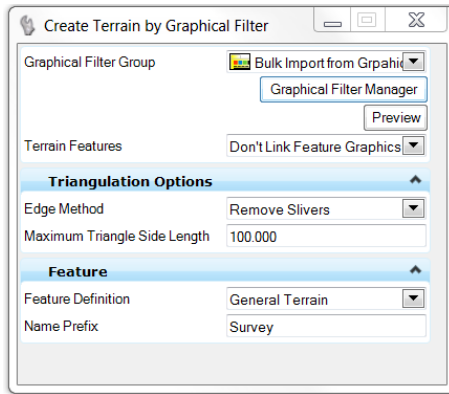 Create Terrain by Graphical Filter
Graphical Filter Group Bulk Import from Grpahic
Graphical Filter Manager
Preview
Terrain Features Don't Link Feature Graphics
Triangulation Options
Edge Method Remove Slivers
Maximum Triangle Side Length 100.000
Feature
Feature Definition General Terrain
Name Prefix Survey